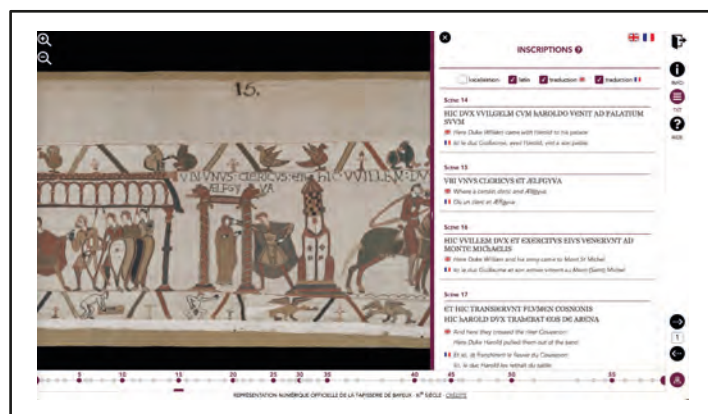 15.
VBI VNVS: CLERICVS: ET
ÆLFGYVA
HIC: VVILLEM: DV
INSCRIPTIONS ?
localisation
latin
traduction
traduction
INFO
TXT
AIDE
Scène 14
HIC DVX VVILGELM CVM hAROLDO VENIT AD PALATIUM
SVVM
Here Duke William came with Harold to his palace
Ici le duc Guillaume, avec Harold, vint à son palais
Scène 15
VBI VNVS CLERICVS ET ÆLFGYVA
Where a certain cleric and Ælfgyva
Où un clerc et Ælfgyva
Scène 16
HIC VVILLEM DVX ET EXERCITVS EIVS VENERVNT AD
MONTE MIChAELIS
Here Duke William and his army came to Mont St Michel
Ici le duc Guillaume et son armée vinrent au Mont (Saint) Michel
Scène 17
ET HIC TRANSIERVNT FLVMEN COSNONIS
HIC hAROLD DVX TRAhEBAT EOS DE ARENA
And here they crossed the river Couesnon
Here Duke Harold pulled them out of the sand
Et ici, ils franchirent le fleuve du Couesnon
Ici, le duc Harold les retirait du sable
1
5
10
15
20
25
30
35
40
45
50
55
REPRÉSENTATION NUMÉRIQUE OFFICIELLE DE LA TAPISSERIE DE BAYEUX - XIᵉ SIÈCLE - CRÉDITS